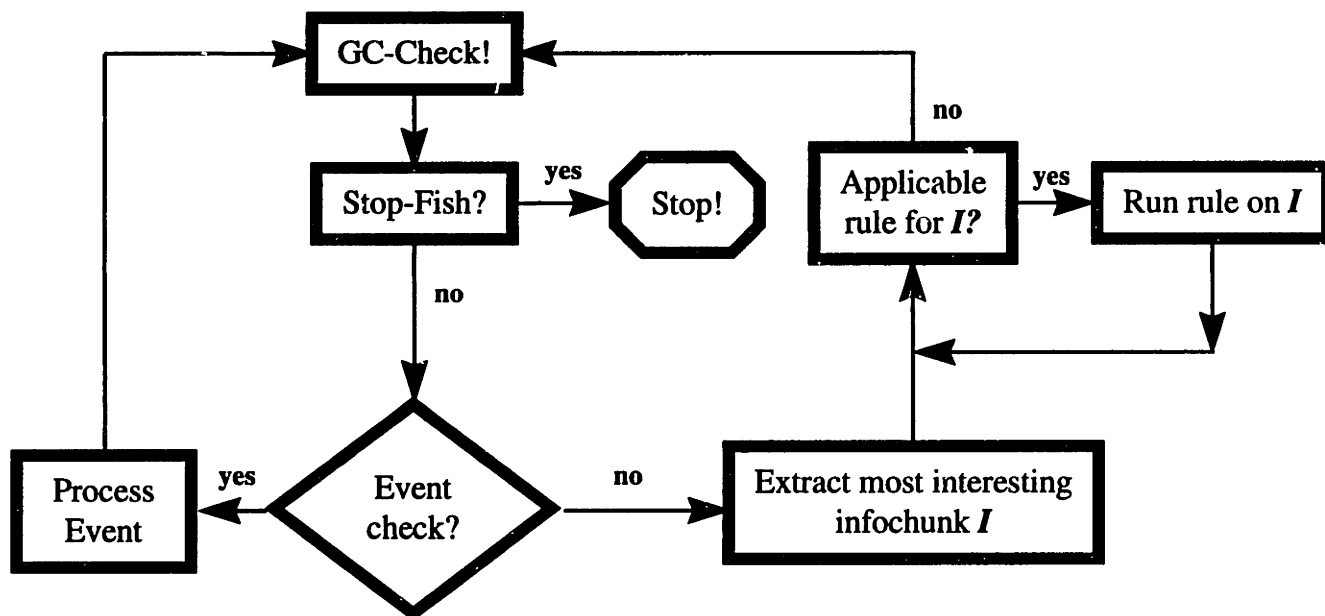 GC-Check!
no
Stop-Fish?
yes
Stop!
Applicable
rule for I?
yes
Run rule on I
no
Process
Event
yes
Event
check?
no
Extract most interesting
infochunk I